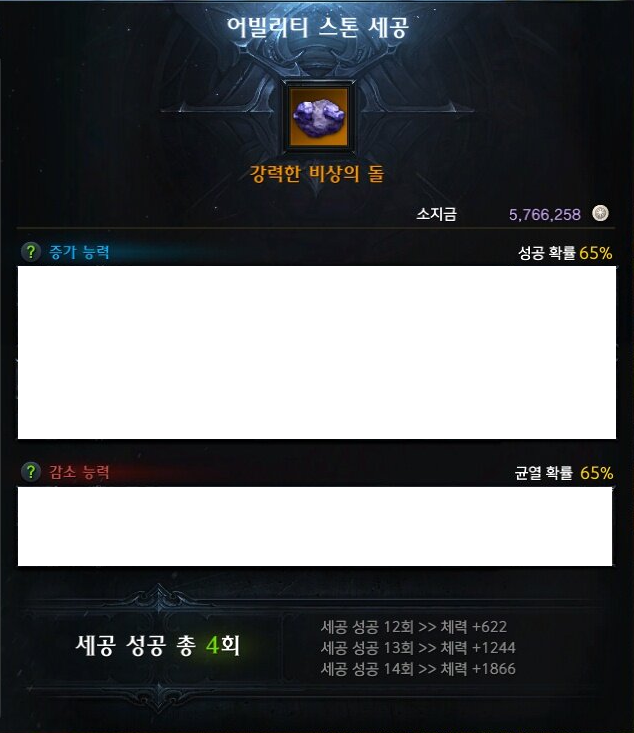 어빌리티 스톤 세공
강력한 비상의 돌
소지금 5,766,258
? 증가 능력 성공 확률 65%
? 감소 능력 균열 확률 65%
세공 성공 총 4회
세공 성공 12회 >> 체력 +622
세공 성공 13회 >> 체력 +1244
세공 성공 14회 >> 체력 +1866